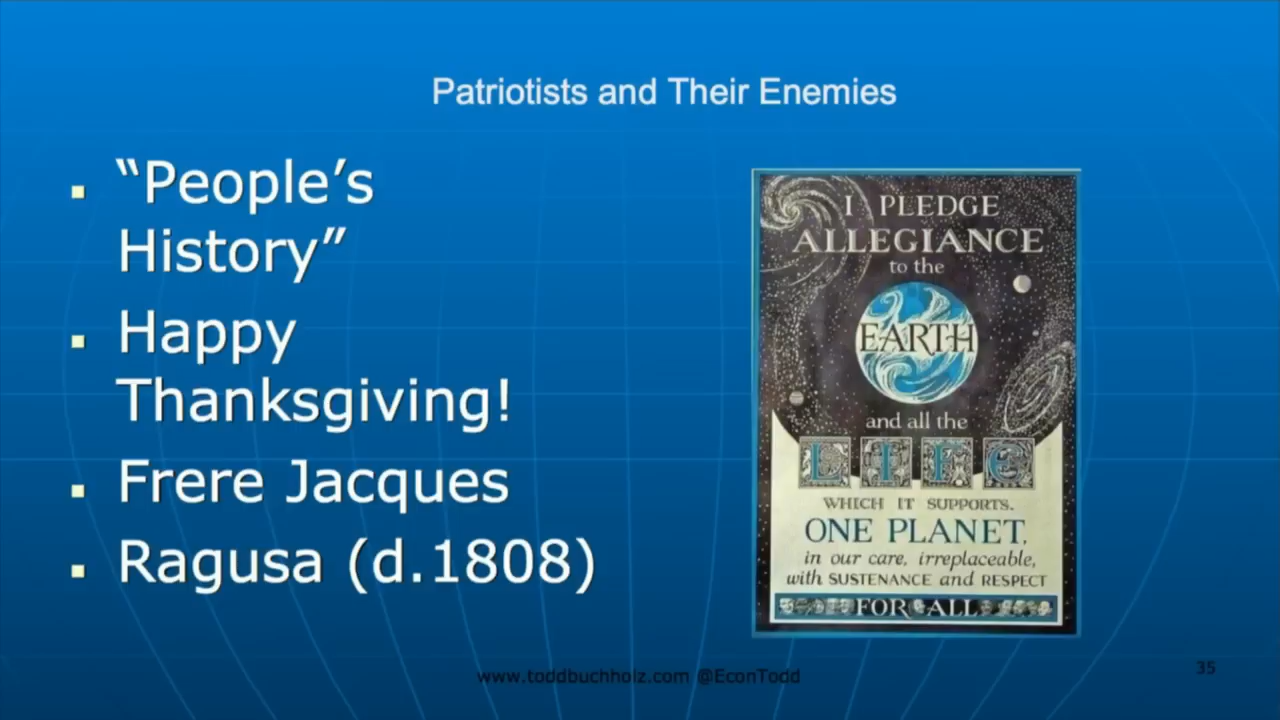 Patriotists and Their Enemies
“People’s
History”
Happy
Thanksgiving!
Frere Jacques
Ragusa (d.1808)
I PLEDGE
ALLEGIANCE
to the
EARTH
and all the
LIFE
WHICH IT SUPPORTS.
ONE PLANET,
in our care, irreplaceable,
with SUSTENANCE and RESPECT
FOR ALL
www.toddbuchholz.com @EconTodd
35